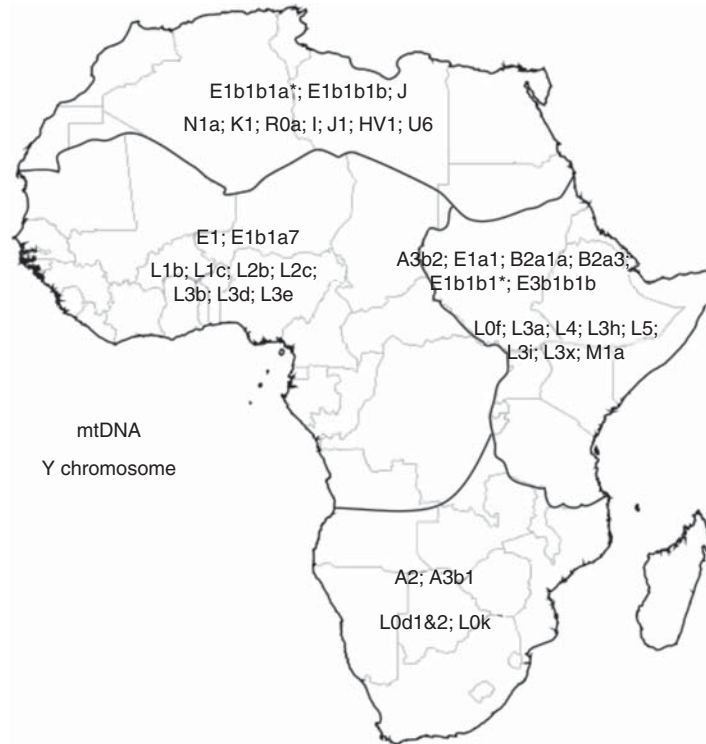 E1b1b1a*; E1b1b1b; J
N1a; K1; R0a; I; J1; HV1; U6
E1; E1b1a7
L1b; L1c; L2b; L2c;
L3b; L3d; L3e
A3b2; E1a1; B2a1a; B2a3;
E1b1b1*; E3b1b1b
L0f; L3a; L4; L3h; L5;
L3i; L3x; M1a
mtDNA
Y chromosome
A2; A3b1
L0d1&2; L0k